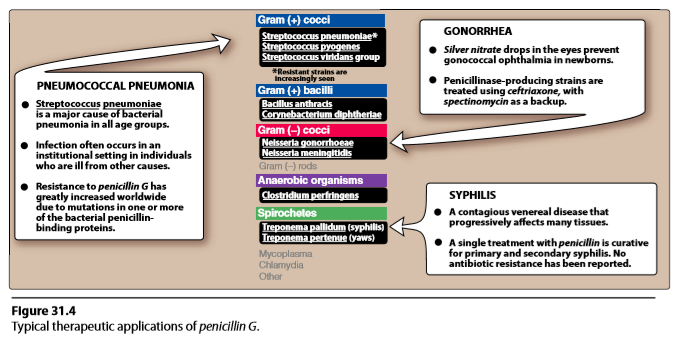 Gram (+) cocci
Streptococcus pneumoniae*
Streptococcus pyogenes
Streptococcus viridans group
*Resistant strains are
increasingly seen
Gram (+) bacilli
Bacillus anthracis
Corynebacterium diphtheriae
Gram (–) cocci
Neisseria gonorrhoeae
Neisseria meningitidis
Gram (–) rods
Anaerobic organisms
Clostridium perfringens
Spirochetes
Treponema pallidum (syphilis)
Treponema pertenue (yaws)
Mycoplasma
Chlamydia
Other
PNEUMOCOCCAL PNEUMONIA
● Streptococcus pneumoniae
is a major cause of bacterial
pneumonia in all age groups.
● Infection often occurs in an
institutional setting in individuals
who are ill from other causes.
● Resistance to penicillin G has
greatly increased worldwide
due to mutations in one or more
of the bacterial penicillin-
binding proteins.
GONORRHEA
● Silver nitrate drops in the eyes prevent
gonococcal ophthalmia in newborns.
● Penicillinase-producing strains are
treated using ceftriaxone, with
spectinomycin as a backup.
SYPHILIS
● A contagious venereal disease that
progressively affects many tissues.
● A single treatment with penicillin is curative
for primary and secondary syphilis. No
antibiotic resistance has been reported.
Figure 31.4
Typical therapeutic applications of penicillin G.